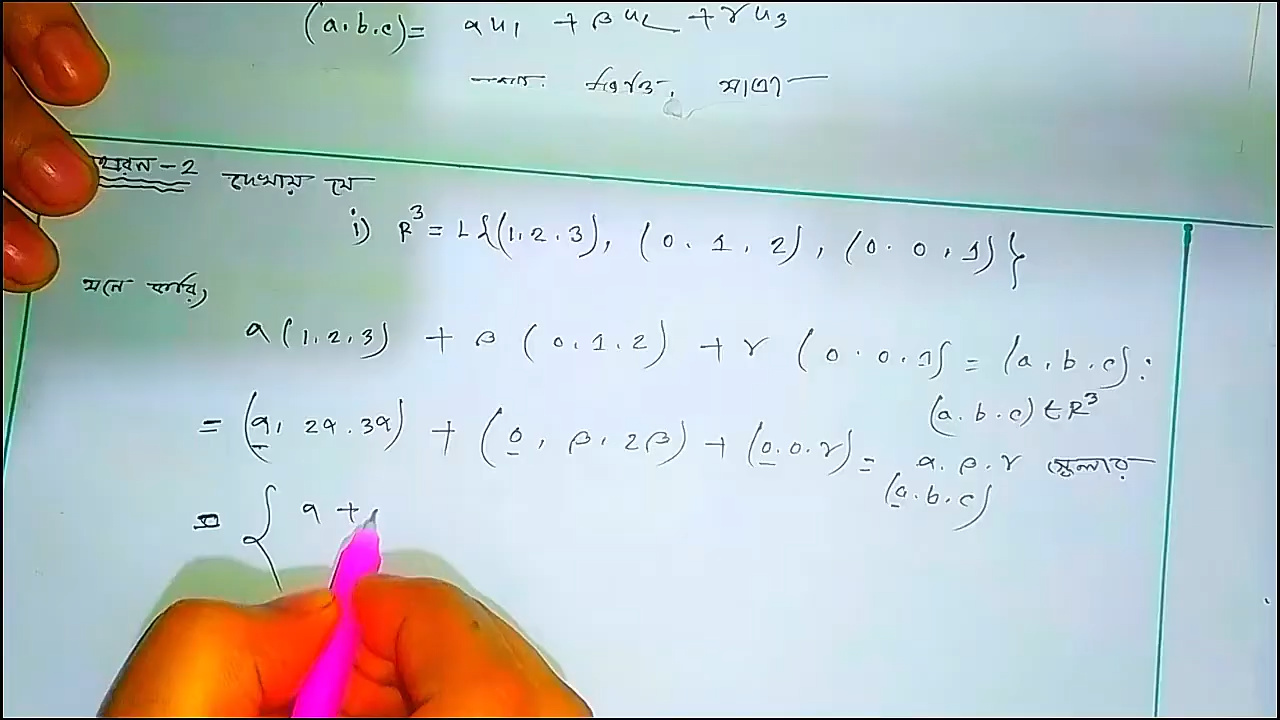 (a.b.c)= αu₁ + βu₂ + γu₃
মাত্র
ধরন-2 দেখাও যে
i) R³ = L{(1.2.3), (0.1.2), (0.0.1)}
মনে করি,
α(1.2.3) + β(0.1.2) + γ(0.0.1) = (a.b.c):
(a.b.c) ∈ R³
= (α, 2α.3α) + (0, β, 2β) + (0.0.γ) = α.β.γ স্কেলার
(a.b.c)
= { α +